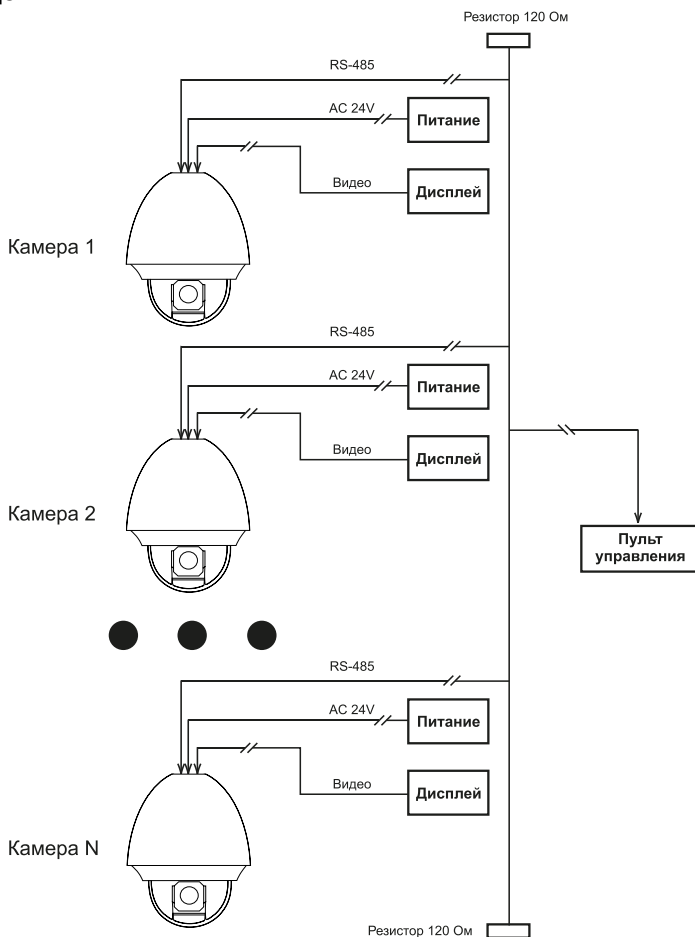 Резистор 120 Ом
RS-485
AC 24V
Питание
Видео
Дисплей
Камера 1
RS-485
AC 24V
Питание
Видео
Дисплей
Камера 2
Пульт
управления
RS-485
AC 24V
Питание
Видео
Дисплей
Камера N
Резистор 120 Ом